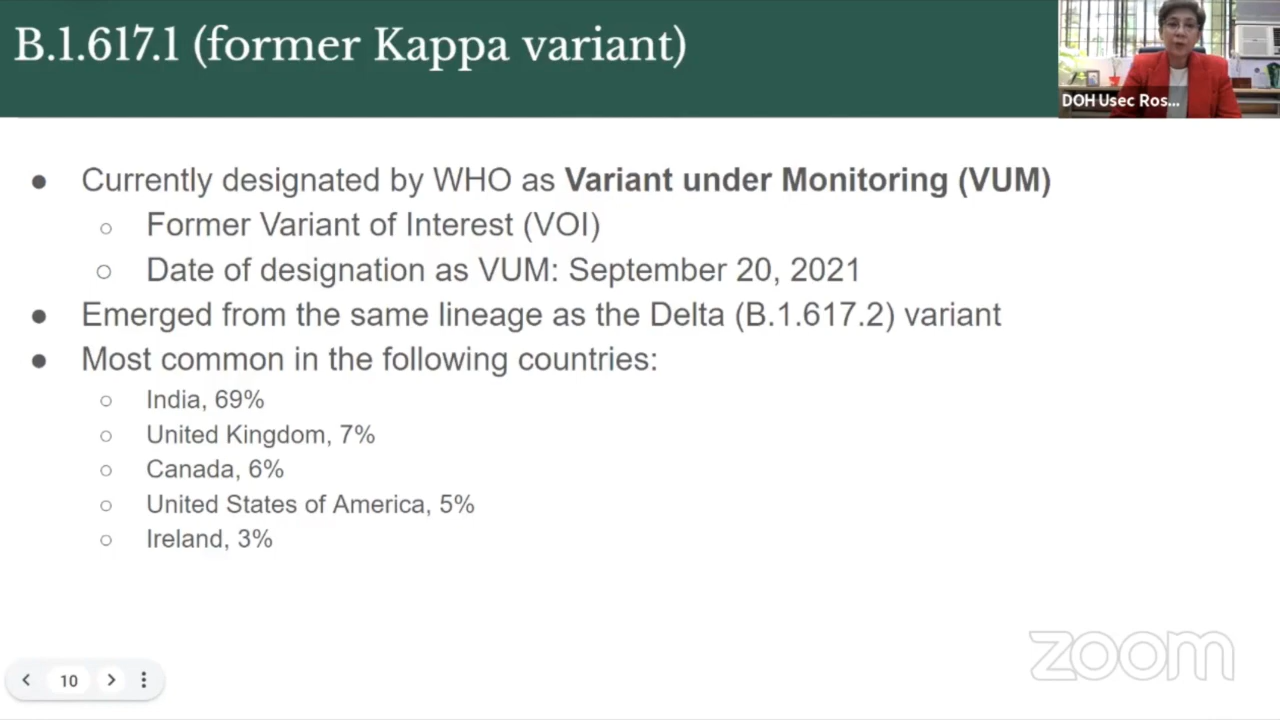 B.1.617.1 (former Kappa variant)
DOH Usec Ros...
● Currently designated by WHO as Variant under Monitoring (VUM)
○ Former Variant of Interest (VOI)
○ Date of designation as VUM: September 20, 2021
● Emerged from the same lineage as the Delta (B.1.617.2) variant
● Most common in the following countries:
○ India, 69%
○ United Kingdom, 7%
○ Canada, 6%
○ United States of America, 5%
○ Ireland, 3%
zoom
10